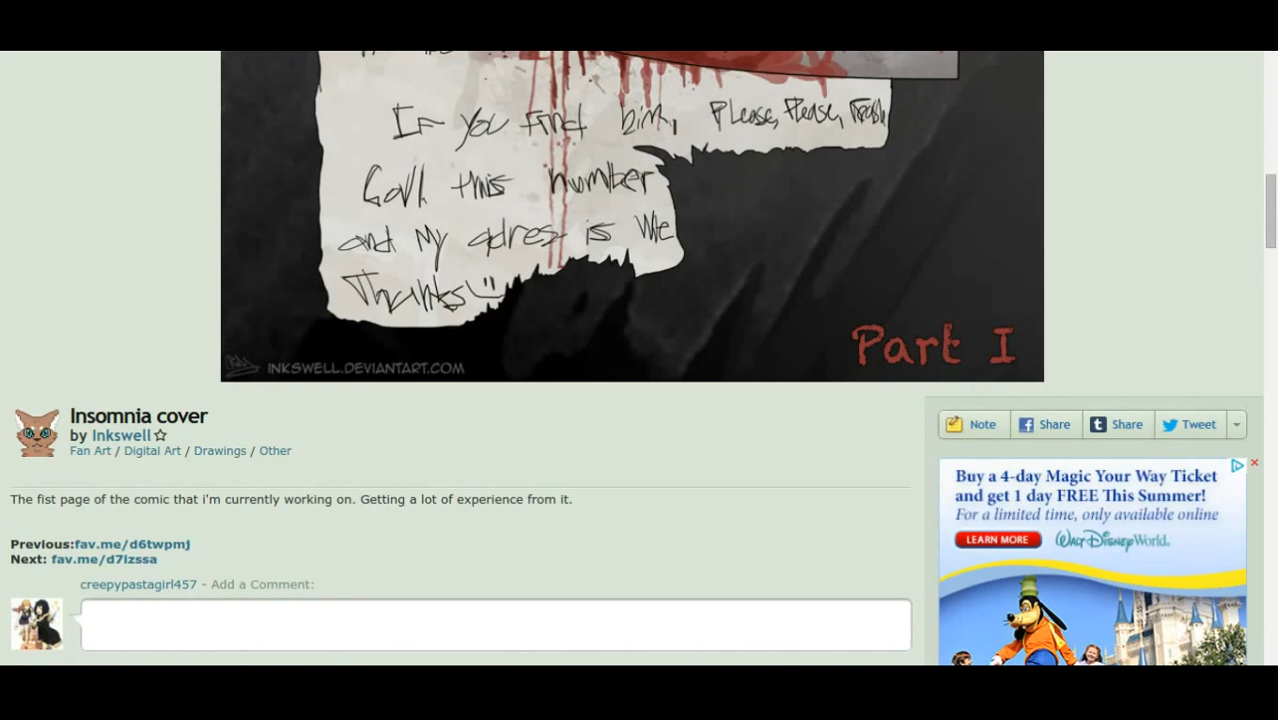 If you find him, Please, Please,
Call this number
and My adress is
Thanks
Part I
INKSWELL.DEVIANTART.COM
Insomnia cover
by Inkswell
Fan Art / Digital Art / Drawings / Other
The fist page of the comic that i'm currently working on. Getting a lot of experience from it.
Previous:fav.me/d6twpmj
Next: fav.me/d7lzssa
creepypastagirl457 - Add a Comment:
Note Share Share Tweet
Buy a 4-day Magic Your Way Ticket
and get 1 day FREE This Summer!
For a limited time, only available online
LEARN MORE WALT DISNEY World.